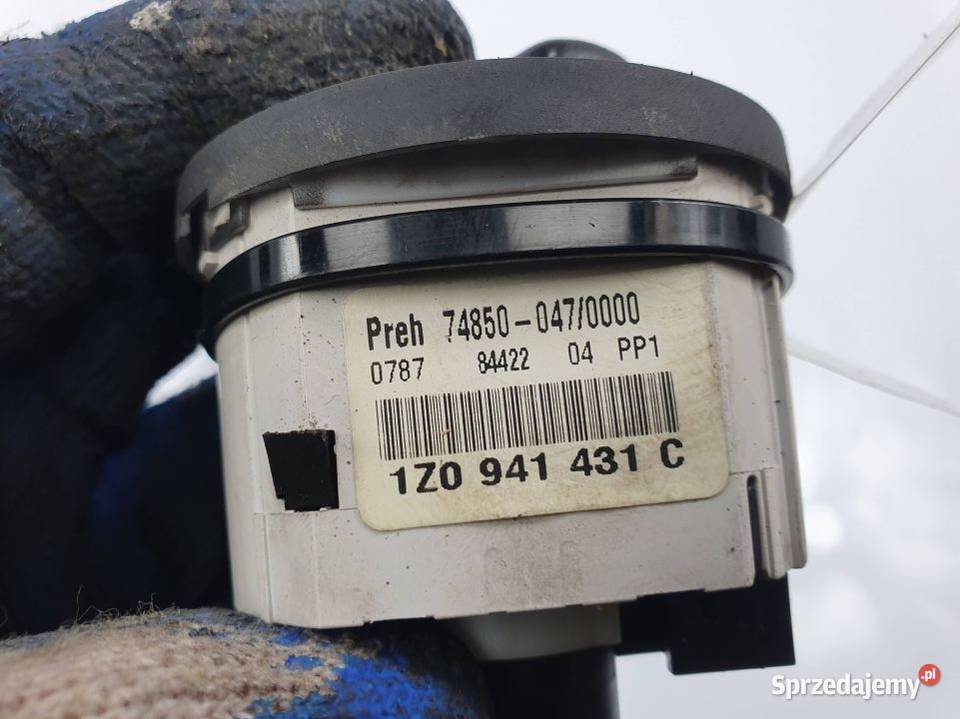 Preh 74850-047/0000
0787 84422 04 PP1
1Z0 941 431 C
Sprzedajemy.pl